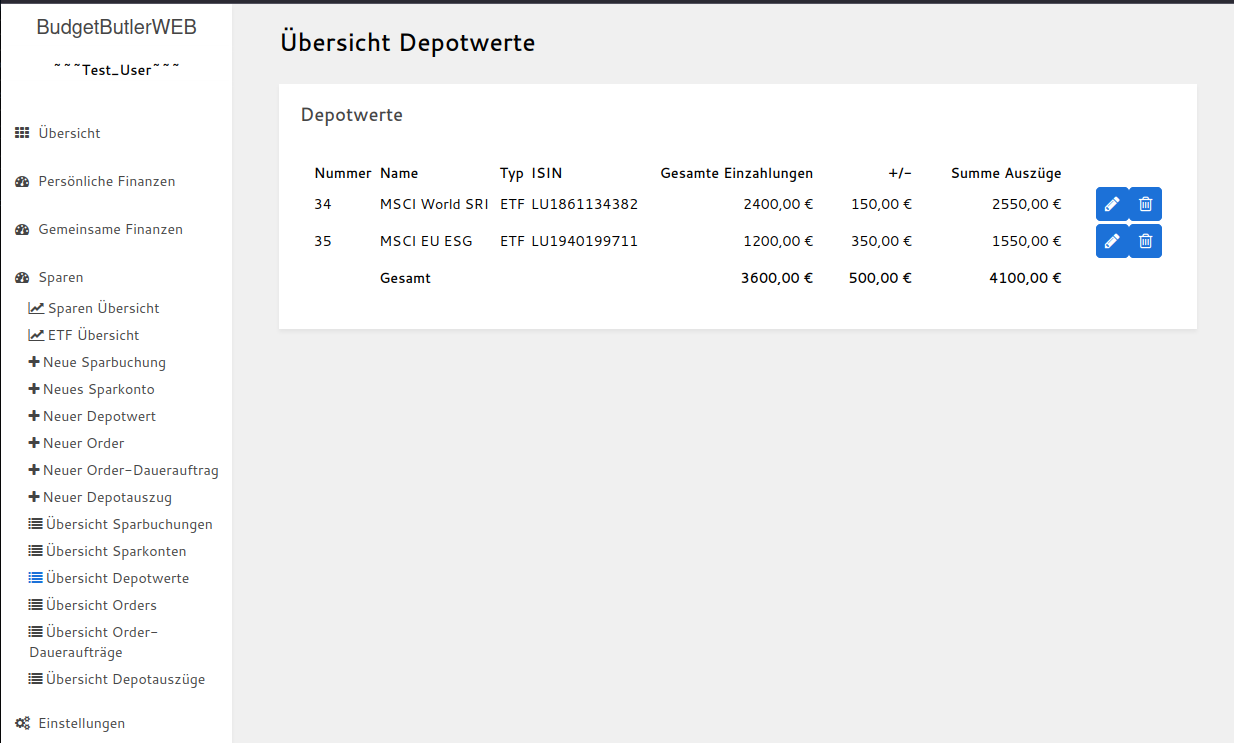 BudgetButlerWEB
~~~Test_User~~~
Übersicht
Persönliche Finanzen
Gemeinsame Finanzen
Sparen
Sparen Übersicht
ETF Übersicht
Neue Sparbuchung
Neues Sparkonto
Neuer Depotwert
Neuer Order
Neuer Order-Dauerauftrag
Neuer Depotauszug
Übersicht Sparbuchungen
Übersicht Sparkonten
Übersicht Depotwerte
Übersicht Orders
Übersicht Order-
Daueraufträge
Übersicht Depotauszüge
Einstellungen
Übersicht Depotwerte
Depotwerte
Nummer Name Typ ISIN Gesamte Einzahlungen +/- Summe Auszüge
34 MSCI World SRI ETF LU1861134382 2400,00 € 150,00 € 2550,00 €
35 MSCI EU ESG ETF LU1940199711 1200,00 € 350,00 € 1550,00 €
Gesamt 3600,00 € 500,00 € 4100,00 €